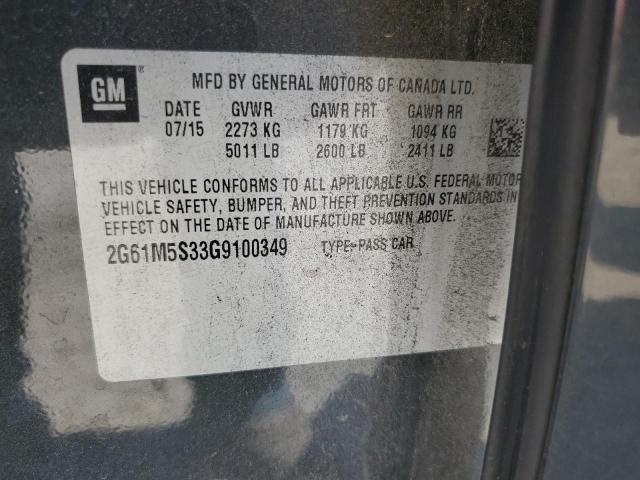 GM ®
MFD BY GENERAL MOTORS OF CANADA LTD.
DATE GVWR GAWR FRT GAWR RR
07/15 2273 KG 1179 KG 1094 KG
5011 LB 2600 LB 2411 LB
THIS VEHICLE CONFORMS TO ALL APPLICABLE U.S. FEDERAL MOTOR
VEHICLE SAFETY, BUMPER, AND THEFT PREVENTION STANDARDS IN
EFFECT ON THE DATE OF MANUFACTURE SHOWN ABOVE.
2G61M5S33G9100349 TYPE-PASS CAR